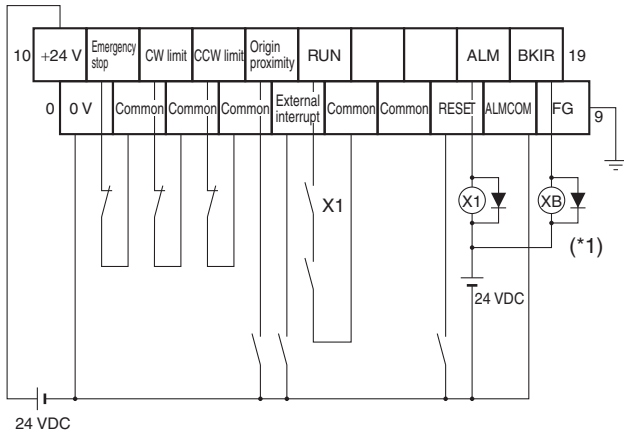 10 +24 V Emergency stop CW limit CCW limit Origin proximity RUN ALM BKIR 19
0 0 V Common Common Common External interrupt Common Common RESET ALMCOM FG 9
X1
X1 XB
(*1)
24 VDC
24 VDC